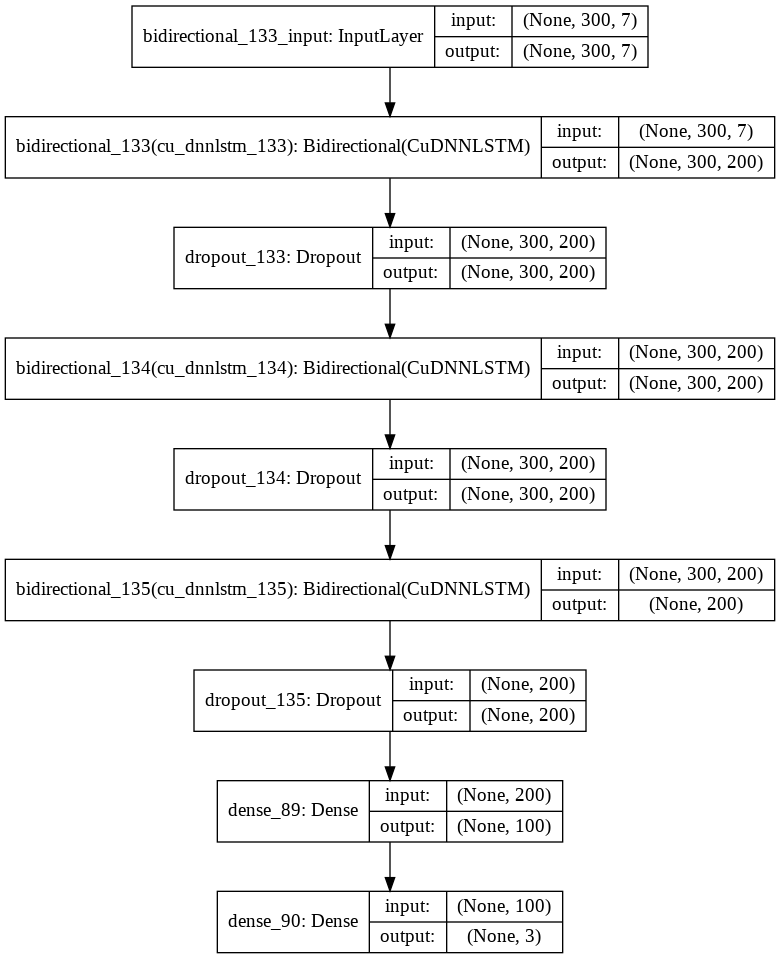 bidirectional_133_input: InputLayer
input: (None, 300, 7)
output: (None, 300, 7)
bidirectional_133(cu_dnnlstm_133): Bidirectional(CuDNNLSTM)
input: (None, 300, 7)
output: (None, 300, 200)
dropout_133: Dropout
input: (None, 300, 200)
output: (None, 300, 200)
bidirectional_134(cu_dnnlstm_134): Bidirectional(CuDNNLSTM)
input: (None, 300, 200)
output: (None, 300, 200)
dropout_134: Dropout
input: (None, 300, 200)
output: (None, 300, 200)
bidirectional_135(cu_dnnlstm_135): Bidirectional(CuDNNLSTM)
input: (None, 300, 200)
output: (None, 200)
dropout_135: Dropout
input: (None, 200)
output: (None, 200)
dense_89: Dense
input: (None, 200)
output: (None, 100)
dense_90: Dense
input: (None, 100)
output: (None, 3)